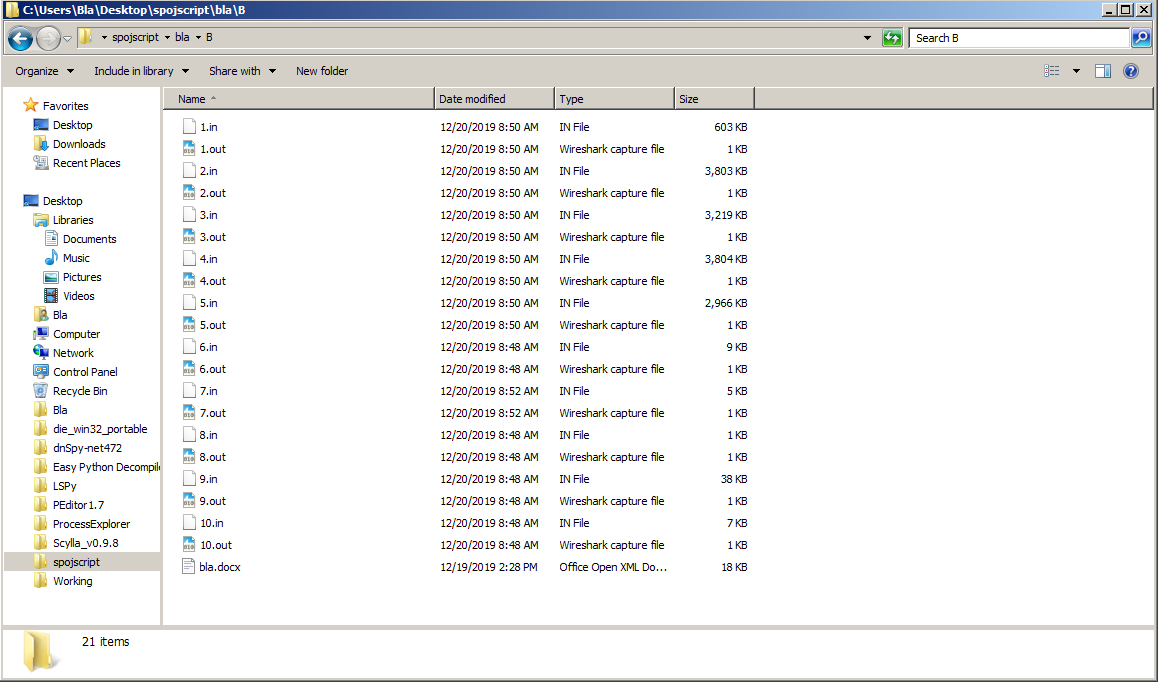 C:\Users\Bla\Desktop\spojscript\bla\B
spojscript bla B
Search B
Organize Include in library Share with New folder
Favorites
Desktop
Downloads
Recent Places
Desktop
Libraries
Documents
Music
Pictures
Videos
Bla
Computer
Network
Control Panel
Recycle Bin
Bla
die_win32_portable
dnSpy-net472
Easy Python Decompile
LSPy
PEditor1.7
ProcessExplorer
Scylla_v0.9.8
spojscript
Working
Name Date modified Type Size
1.in 12/20/2019 8:50 AM IN File 603 KB
1.out 12/20/2019 8:50 AM Wireshark capture file 1 KB
2.in 12/20/2019 8:50 AM IN File 3,803 KB
2.out 12/20/2019 8:50 AM Wireshark capture file 1 KB
3.in 12/20/2019 8:50 AM IN File 3,219 KB
3.out 12/20/2019 8:50 AM Wireshark capture file 1 KB
4.in 12/20/2019 8:50 AM IN File 3,804 KB
4.out 12/20/2019 8:50 AM Wireshark capture file 1 KB
5.in 12/20/2019 8:50 AM IN File 2,966 KB
5.out 12/20/2019 8:50 AM Wireshark capture file 1 KB
6.in 12/20/2019 8:48 AM IN File 9 KB
6.out 12/20/2019 8:48 AM Wireshark capture file 1 KB
7.in 12/20/2019 8:52 AM IN File 5 KB
7.out 12/20/2019 8:52 AM Wireshark capture file 1 KB
8.in 12/20/2019 8:48 AM IN File 1 KB
8.out 12/20/2019 8:48 AM Wireshark capture file 1 KB
9.in 12/20/2019 8:48 AM IN File 38 KB
9.out 12/20/2019 8:48 AM Wireshark capture file 1 KB
10.in 12/20/2019 8:48 AM IN File 7 KB
10.out 12/20/2019 8:48 AM Wireshark capture file 1 KB
bla.docx 12/19/2019 2:28 PM Office Open XML Do... 18 KB
21 items